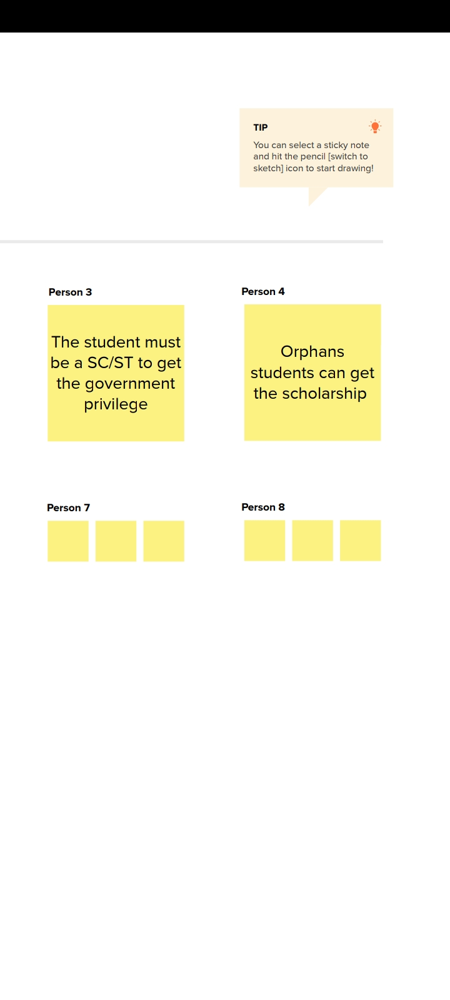 TIP
You can select a sticky note
and hit the pencil [switch to
sketch] icon to start drawing!
Person 3
The student must
be a SC/ST to get
the government
privilege
Person 4
Orphans
students can get
the scholarship
Person 7
Person 8